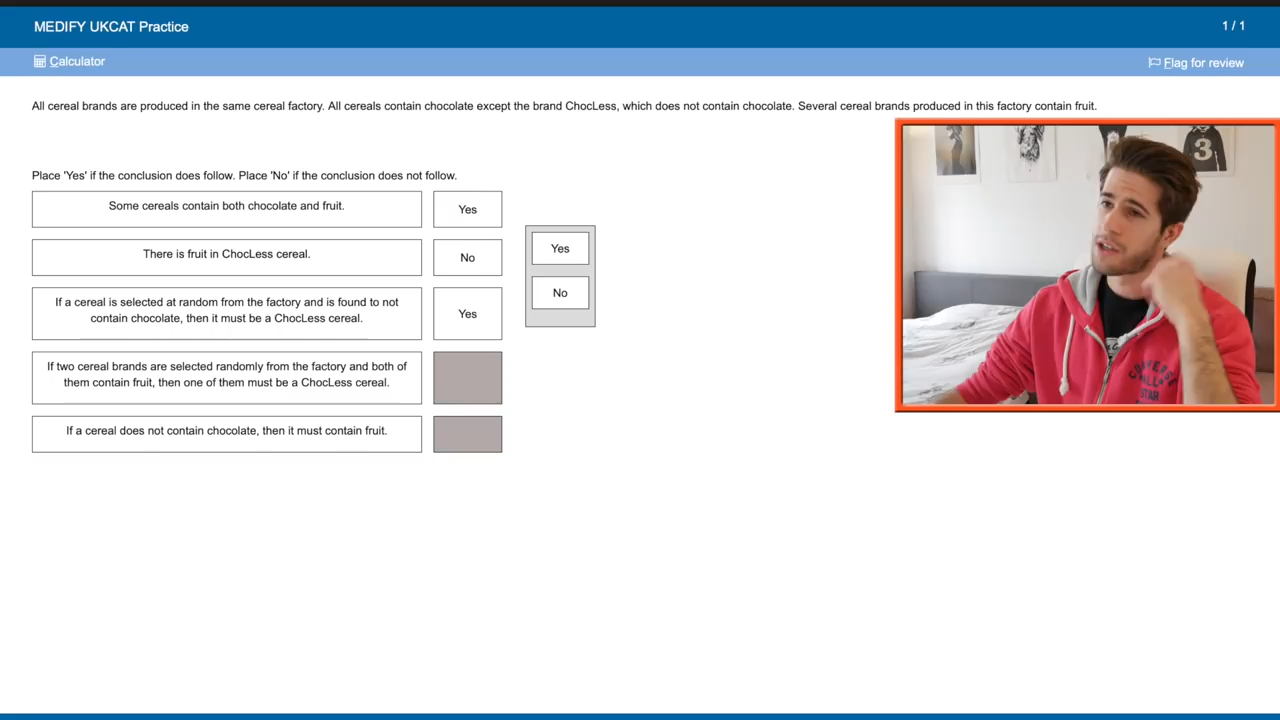 MEDIFY UKCAT Practice
1 / 1
Calculator
Flag for review
All cereal brands are produced in the same cereal factory. All cereals contain chocolate except the brand ChocLess, which does not contain chocolate. Several cereal brands produced in this factory contain fruit.
Place 'Yes' if the conclusion does follow. Place 'No' if the conclusion does not follow.
Some cereals contain both chocolate and fruit.
Yes
There is fruit in ChocLess cereal.
No
If a cereal is selected at random from the factory and is found to not
contain chocolate, then it must be a ChocLess cereal.
Yes
If two cereal brands are selected randomly from the factory and both of
them contain fruit, then one of them must be a ChocLess cereal.
If a cereal does not contain chocolate, then it must contain fruit.
Yes
No
3
CONVERSE
ALL
STAR